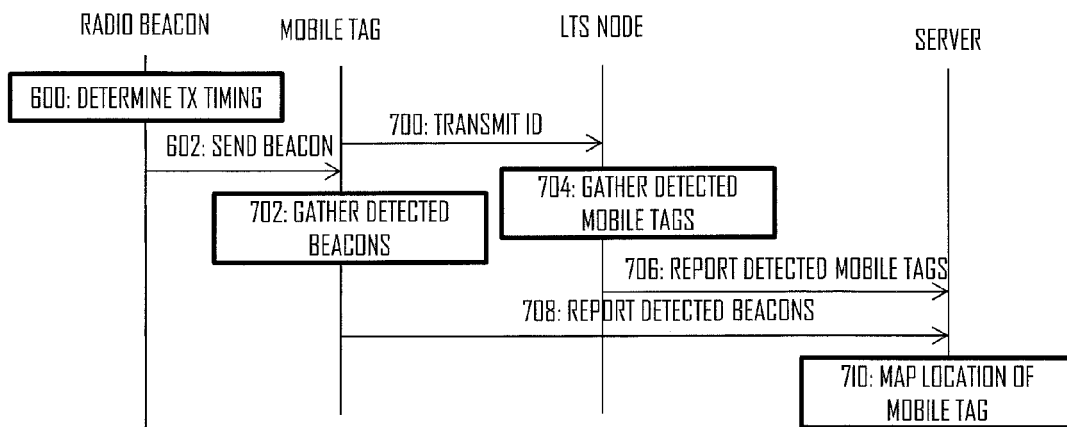 RADIO BEACON
MOBILE TAG
LTS NODE
SERVER
600: DETERMINE TX TIMING
700: TRANSMIT ID
602: SEND BEACON
704: GATHER DETECTED
MOBILE TAGS
702: GATHER DETECTED
BEACONS
706: REPORT DETECTED MOBILE TAGS
708: REPORT DETECTED BEACONS
710: MAP LOCATION OF
MOBILE TAG